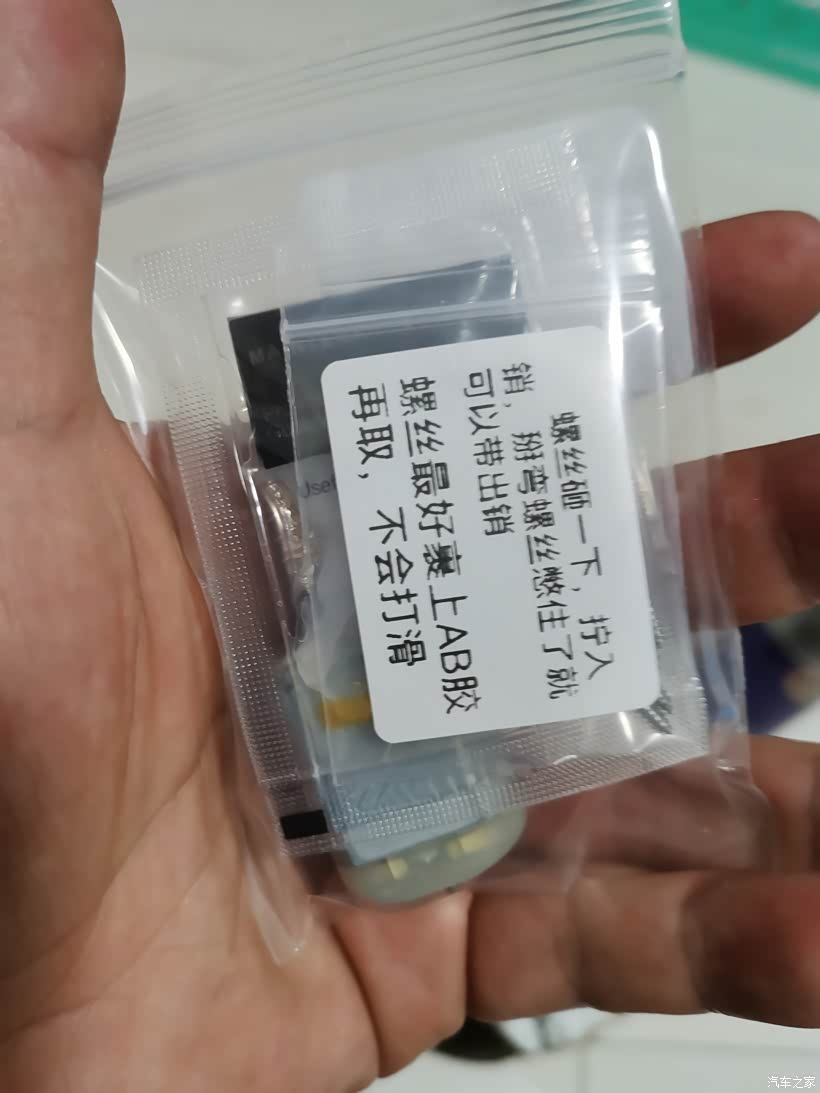 螺丝砸一下，拧入
销，掰弯螺丝憋住了就
可以带出销
螺丝最好裹上AB胶
再取，不会打滑
汽车之家